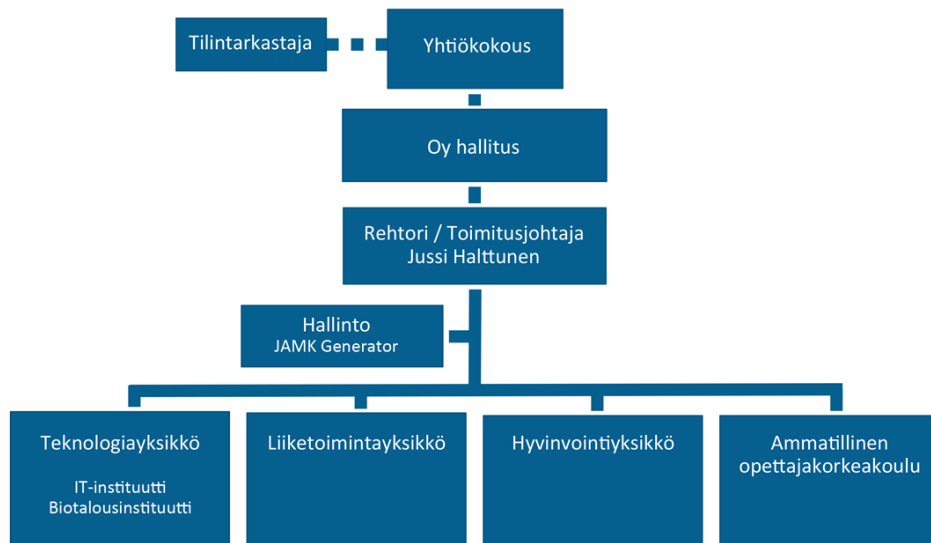 Tilintarkastaja
Yhtiökokous
Oy hallitus
Rehtori / Toimitusjohtaja
Jussi Halttunen
Hallinto
JAMK Generator
Teknologiayksikkö
IT-instituutti
Biotalousinstituutti
Liiketoimintayksikkö
Hyvinvointiyksikkö
Ammatillinen
opettajakorkeakoulu